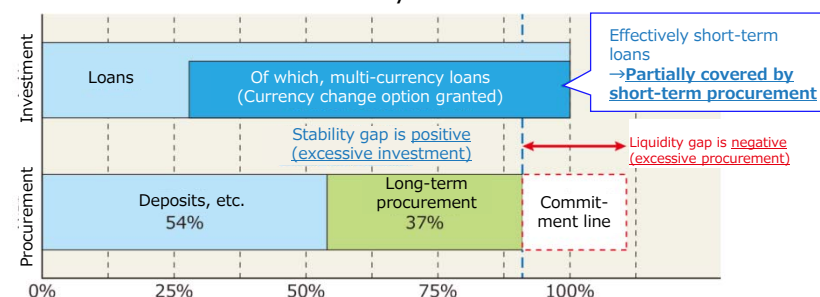 Effectively short-term
loans
→Partially covered by
short-term procurement
Investment
Loans
Of which, multi-currency loans
(Currency change option granted)
Stability gap is positive
(excessive investment)
Liquidity gap is negative
(excessive procurement)
Procurement
Deposits, etc.
54%
Long-term
procurement
37%
Commit-
ment line
0%
25%
50%
75%
100%